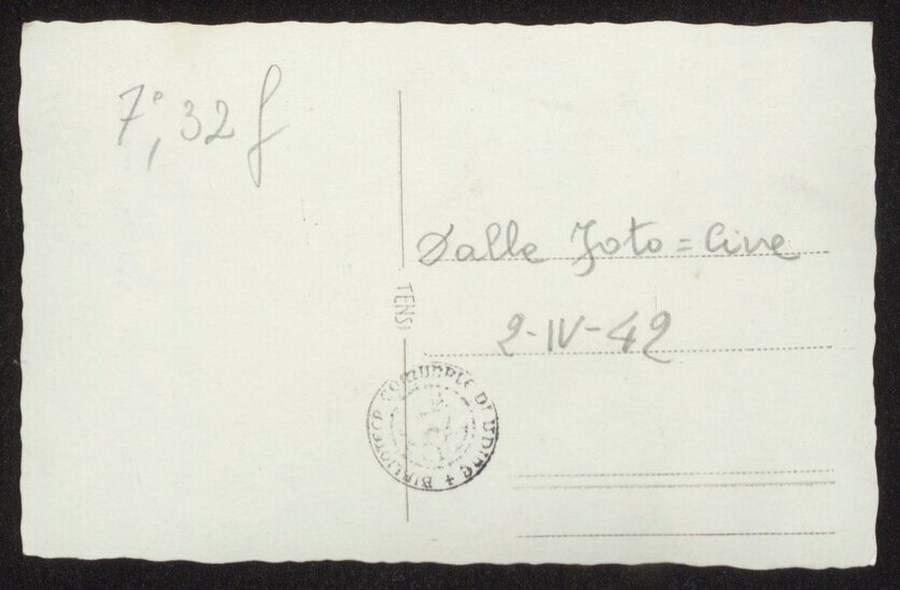 7°, 32 f
Dalle Foto = Cine
2-IV-42
TENSI
BIBLIOTECA COMUNALE DI UDINE +